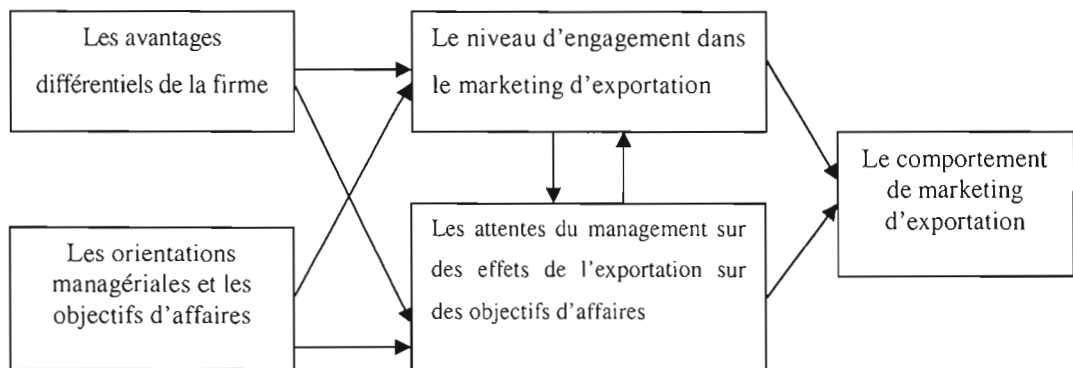 Les avantages
différentiels de la firme
Le niveau d'engagement dans
le marketing d'exportation
Les orientations
managériales et les
objectifs d'affaires
Les attentes du management sur
des effets de l'exportation sur
des objectifs d'affaires
Le comportement
de marketing
d'exportation